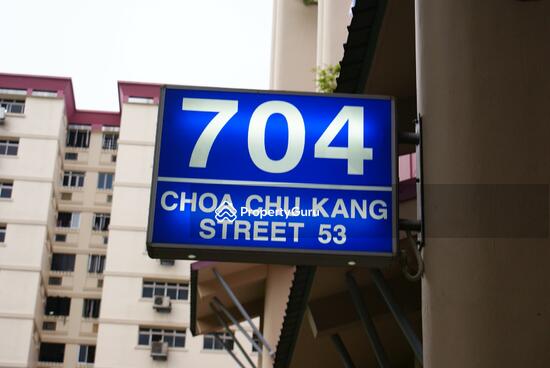 704
CHOA CHU KANG
PropertyGuru
STREET 53